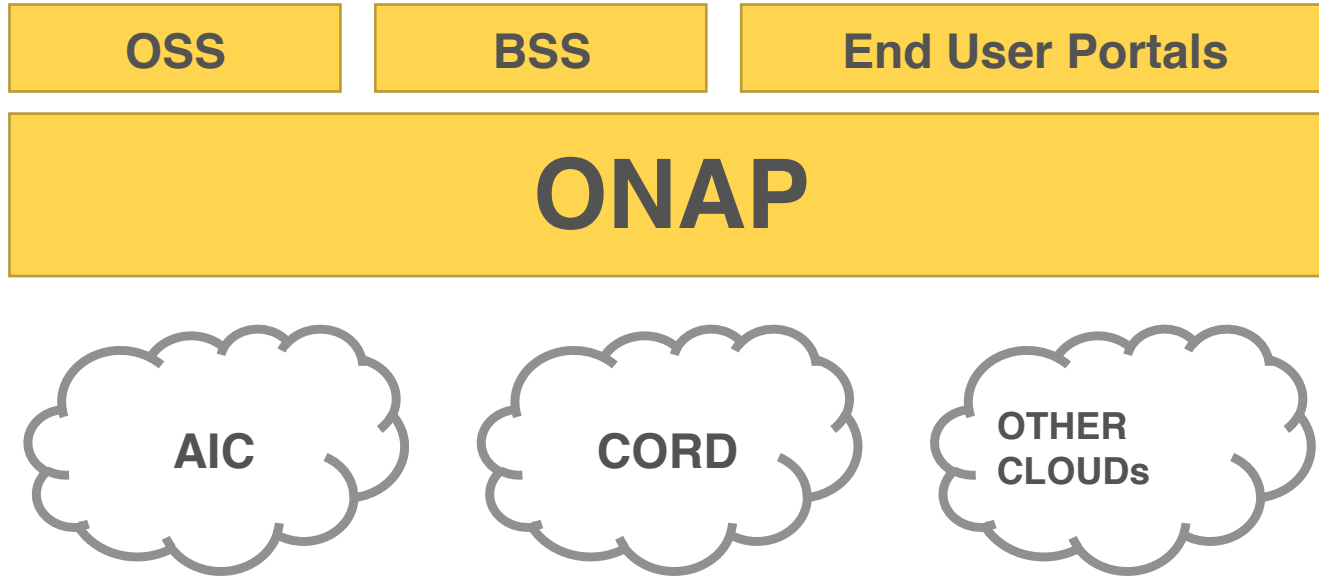 OSS
BSS
End User Portals
ONAP
AIC
CORD
OTHER
CLOUDs